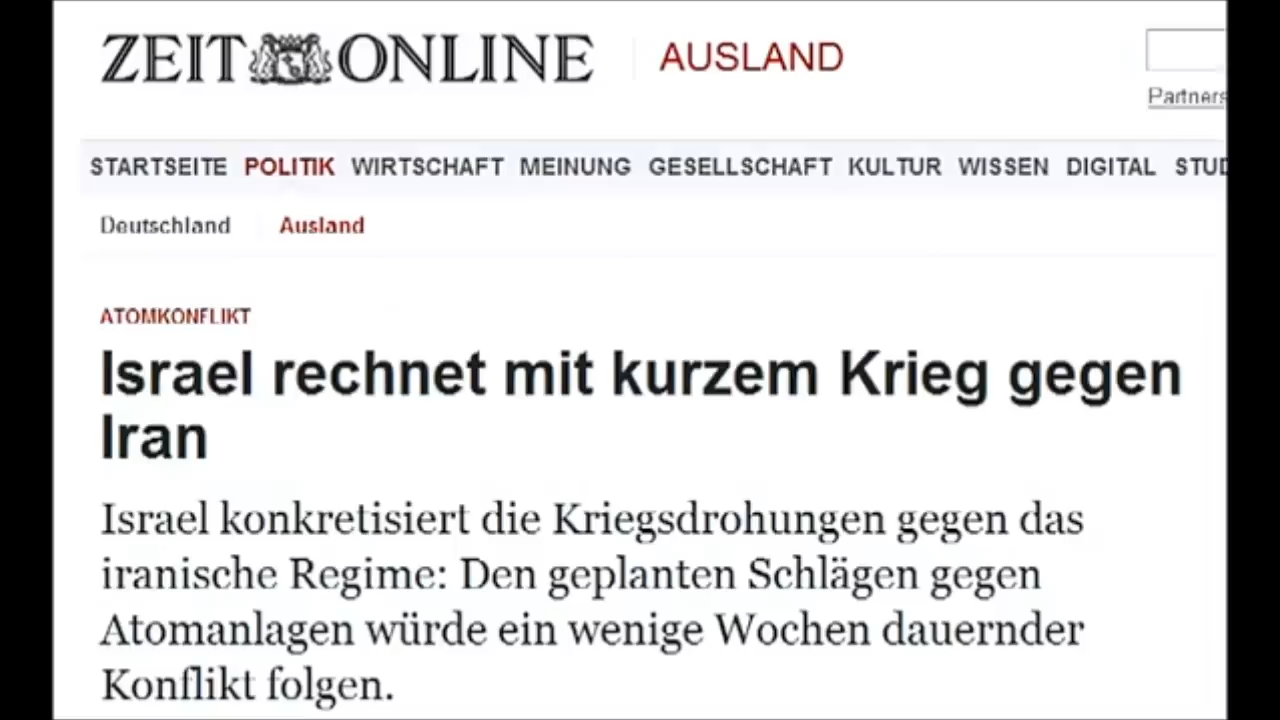 ZEIT ONLINE AUSLAND
Partners
STARTSEITE POLITIK WIRTSCHAFT MEINUNG GESELLSCHAFT KULTUR WISSEN DIGITAL STUD
Deutschland Ausland
ATOMKONFLIKT
Israel rechnet mit kurzem Krieg gegen
Iran
Israel konkretisiert die Kriegsdrohungen gegen das
iranische Regime: Den geplanten Schlägen gegen
Atomanlagen würde ein wenige Wochen dauernder
Konflikt folgen.